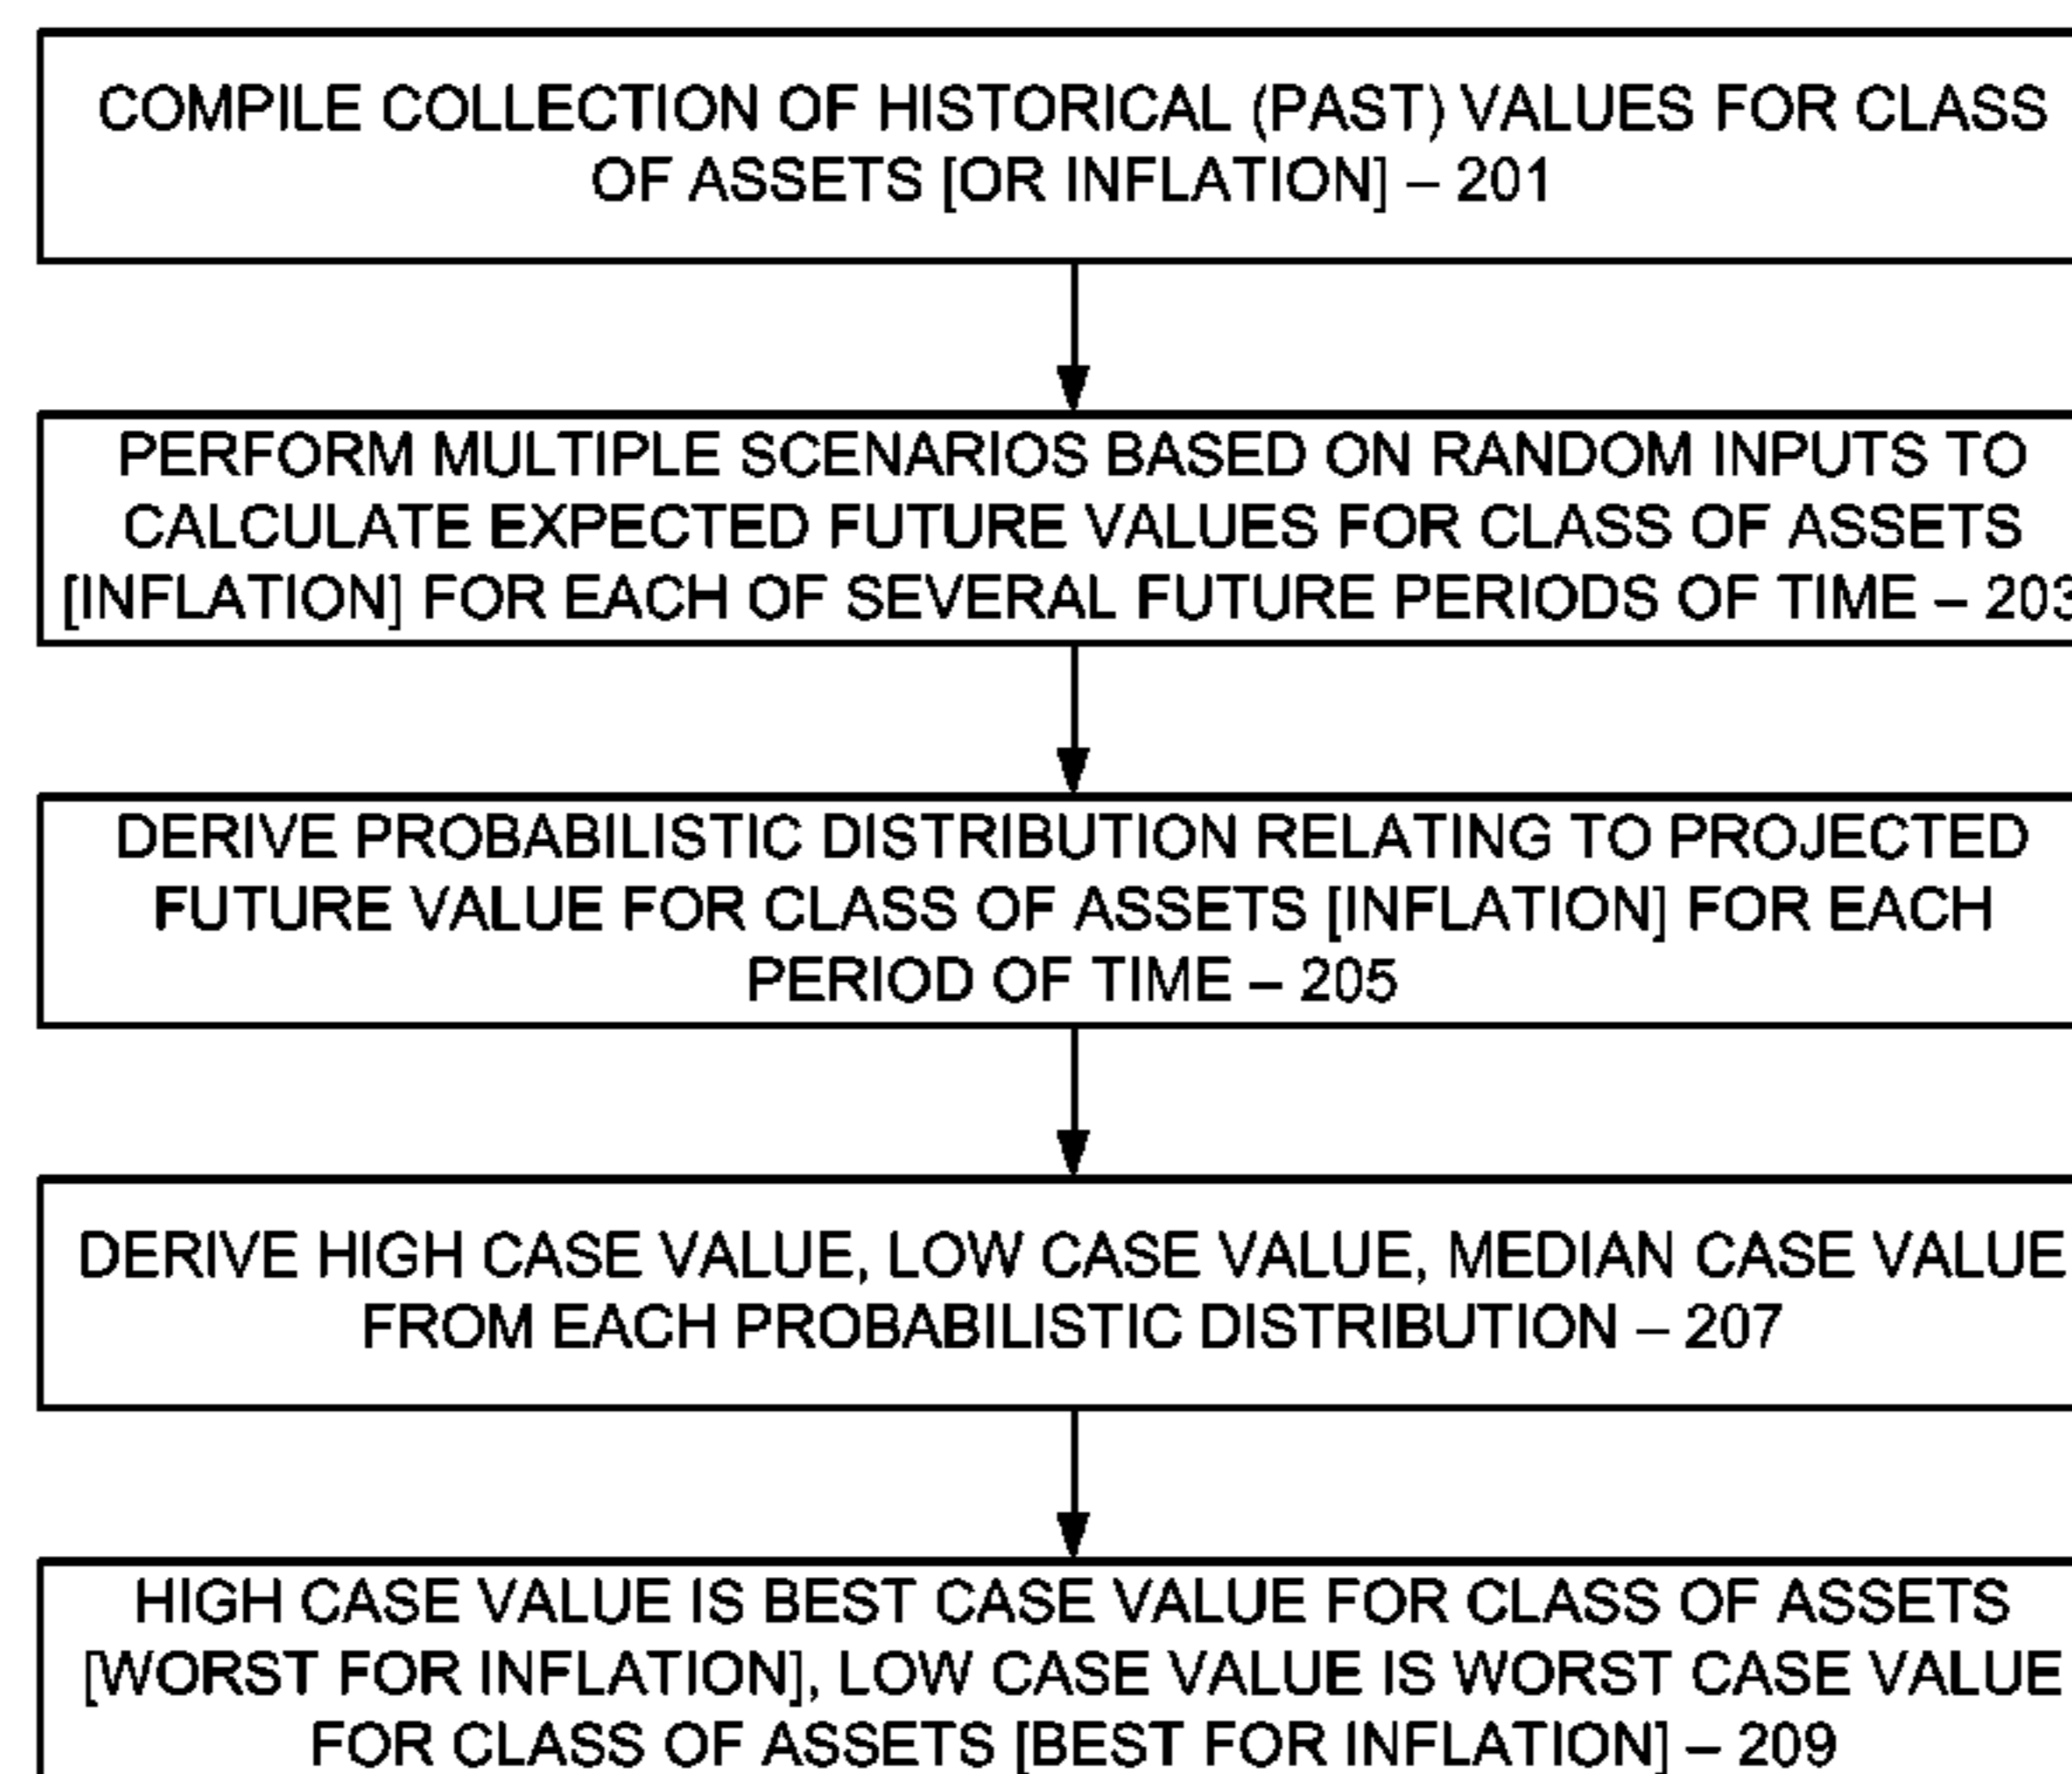 COMPILE COLLECTION OF HISTORICAL (PAST) VALUES FOR CLASS
OF ASSETS [OR INFLATION] – 201
PERFORM MULTIPLE SCENARIOS BASED ON RANDOM INPUTS TO
CALCULATE EXPECTED FUTURE VALUES FOR CLASS OF ASSETS
[INFLATION] FOR EACH OF SEVERAL FUTURE PERIODS OF TIME – 203
DERIVE PROBABILISTIC DISTRIBUTION RELATING TO PROJECTED
FUTURE VALUE FOR CLASS OF ASSETS [INFLATION] FOR EACH
PERIOD OF TIME – 205
DERIVE HIGH CASE VALUE, LOW CASE VALUE, MEDIAN CASE VALUE
FROM EACH PROBABILISTIC DISTRIBUTION – 207
HIGH CASE VALUE IS BEST CASE VALUE FOR CLASS OF ASSETS
[WORST FOR INFLATION], LOW CASE VALUE IS WORST CASE VALUE
FOR CLASS OF ASSETS [BEST FOR INFLATION] – 209